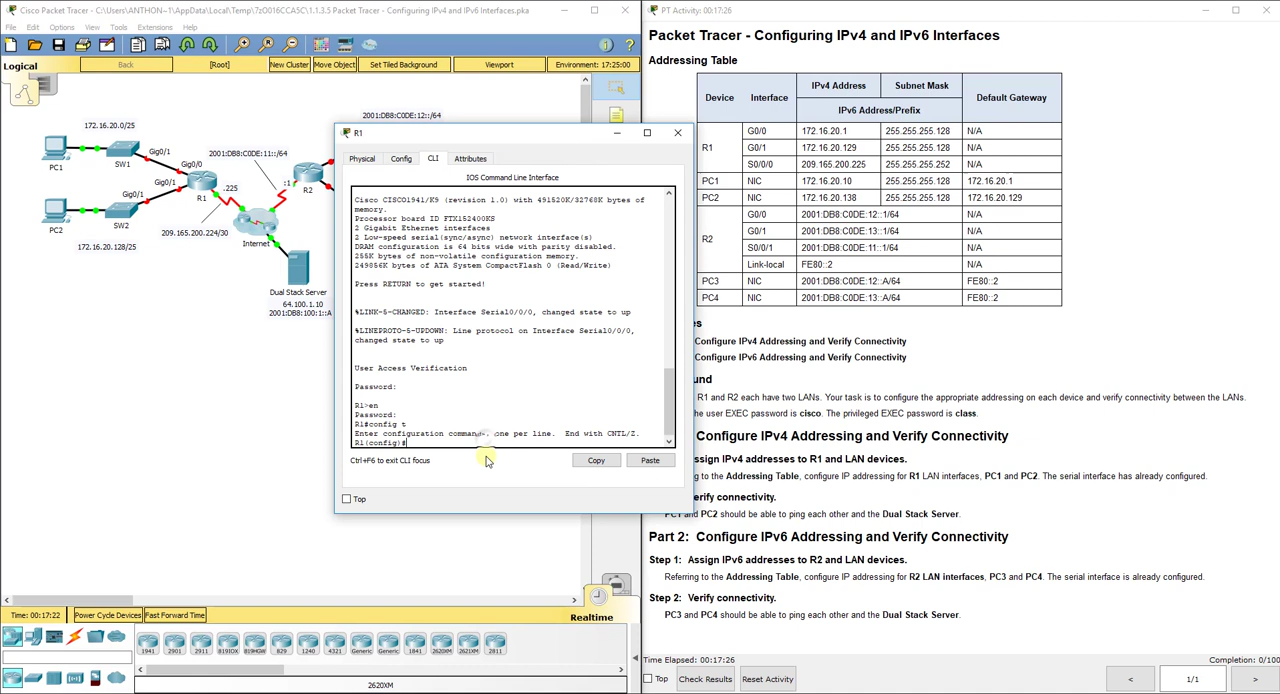 Cisco Packet Tracer - C:\Users\ANTHON~1\AppData\Local\Temp\7zO016CCA5C\1.1.3.5 Packet Tracer - Configuring IPv4 and IPv6 Interfaces.pka
File Edit Options View Tools Extensions Help
Logical
Back
[Root]
New Cluster
Move Object
Set Tiled Background
Viewport
Environment: 17:25:00
172.16.20.0/25
2001:DB8:C0DE:12::/64
Gig0/1
Gig0/0
2001:DB8:C0DE:11::/64
PC1
SW1
Gig0/1
R1
.225
:1
R2
PC2
SW2
209.165.200.224/30
Internet
172.16.20.128/25
Dual Stack Server
64.100.1.10
2001:DB8:100:1::A
R1
Physical
Config
CLI
Attributes
IOS Command Line Interface
Cisco CISCO1941/K9 (revision 1.0) with 491520K/32768K bytes of
memory.
Processor board ID FTX152400KS
2 Gigabit Ethernet interfaces
2 Low-speed serial(sync/async) network interface(s)
DRAM configuration is 64 bits wide with parity disabled.
255K bytes of non-volatile configuration memory.
249856K bytes of ATA System CompactFlash 0 (Read/Write)
Press RETURN to get started!
%LINK-5-CHANGED: Interface Serial0/0/0, changed state to up
%LINEPROTO-5-UPDOWN: Line protocol on Interface Serial0/0/0,
changed state to up
User Access Verification
Password:
R1>en
Password:
R1#config t
Enter configuration commands, one per line. End with CNTL/Z.
R1(config)#
Ctrl+F6 to exit CLI focus
Copy
Paste
Top
Time: 00:17:22
Power Cycle Devices
Fast Forward Time
Realtime
1941
2901
2911
819IOX
819HGW
829
1240
4321
Generic
Generic
1841
2620XM
2621XM
2811
2620XM
PT Activity: 00:17:26
Packet Tracer - Configuring IPv4 and IPv6 Interfaces
Addressing Table
Device Interface IPv4 Address Subnet Mask Default Gateway
IPv6 Address/Prefix
R1 G0/0 172.16.20.1 255.255.255.128 N/A
G0/1 172.16.20.129 255.255.255.128 N/A
S0/0/0 209.165.200.225 255.255.255.252 N/A
PC1 NIC 172.16.20.10 255.255.255.128 172.16.20.1
PC2 NIC 172.16.20.138 255.255.255.128 172.16.20.129
R2 G0/0 2001:DB8:C0DE:12::1/64 N/A
G0/1 2001:DB8:C0DE:13::1/64 N/A
S0/0/1 2001:DB8:C0DE:11::1/64 N/A
Link-local FE80::2 N/A
PC3 NIC 2001:DB8:C0DE:12::A/64 FE80::2
PC4 NIC 2001:DB8:C0DE:13::A/64 FE80::2
es
Configure IPv4 Addressing and Verify Connectivity
Configure IPv6 Addressing and Verify Connectivity
ound
R1 and R2 each have two LANs. Your task is to configure the appropriate addressing on each device and verify connectivity between the LANs.
the user EXEC password is cisco. The privileged EXEC password is class.
Configure IPv4 Addressing and Verify Connectivity
ssign IPv4 addresses to R1 and LAN devices.
ng to the Addressing Table, configure IP addressing for R1 LAN interfaces, PC1 and PC2. The serial interface has already configured.
erify connectivity.
PC1 and PC2 should be able to ping each other and the Dual Stack Server.
Part 2: Configure IPv6 Addressing and Verify Connectivity
Step 1: Assign IPv6 addresses to R2 and LAN devices.
Referring to the Addressing Table, configure IP addressing for R2 LAN interfaces, PC3 and PC4. The serial interface is already configured.
Step 2: Verify connectivity.
PC3 and PC4 should be able to ping each other and the Dual Stack Server.
Time Elapsed: 00:17:26
Completion: 0/100
Top
Check Results
Reset Activity
<
1/1
>